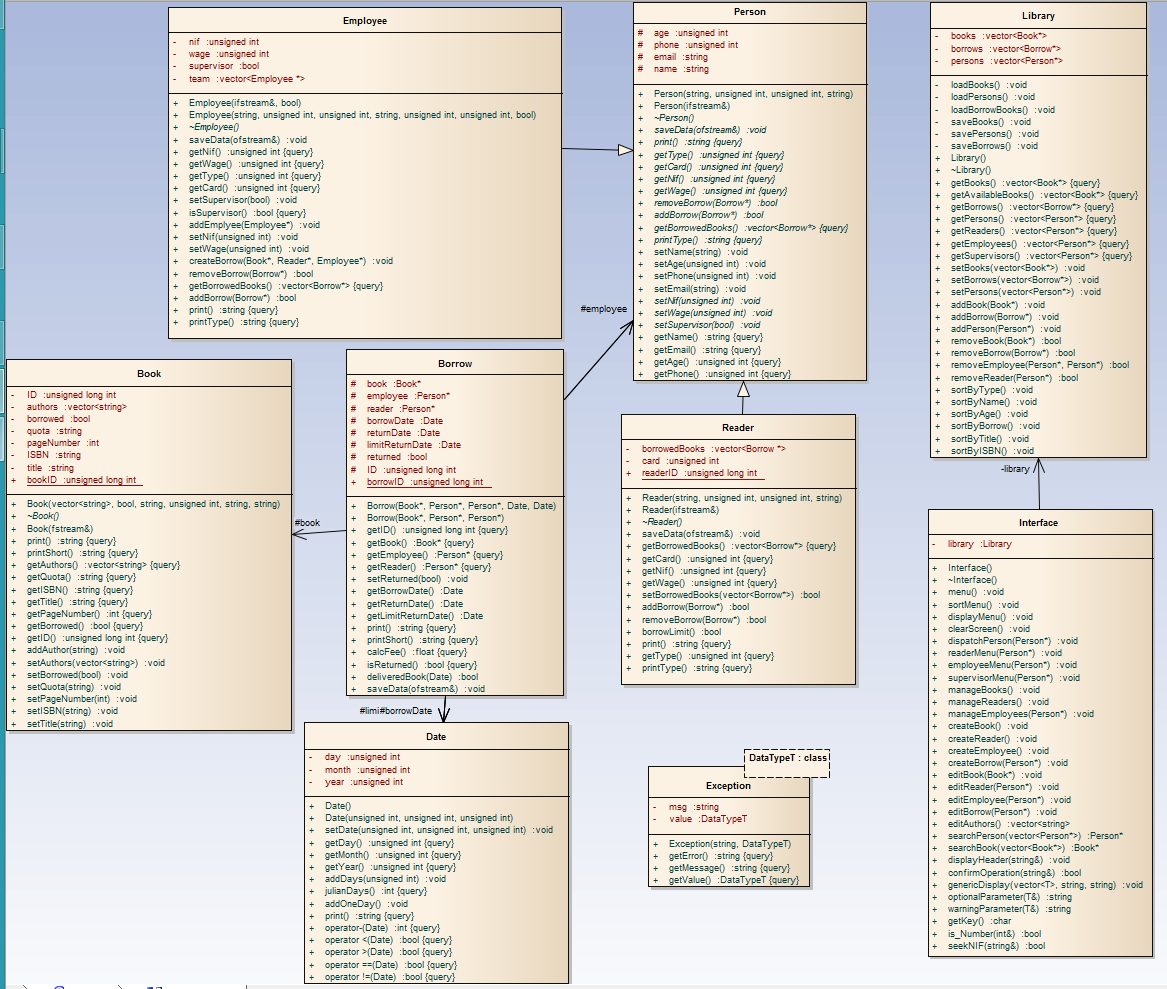 Employee
- nif :unsigned int
- wage :unsigned int
- supervisor :bool
- team :vector<Employee *>
+ Employee(ifstream&, bool)
+ Employee(string, unsigned int, unsigned int, string, unsigned int, unsigned int, bool)
+ ~Employee()
+ saveData(ofstream&) :void
+ getNif() :unsigned int {query}
+ getWage() :unsigned int {query}
+ getType() :unsigned int {query}
+ getCard() :unsigned int {query}
+ setSupervisor(bool) :void
+ isSupervisor() :bool {query}
+ addEmplyee(Employee*) :void
+ setNif(unsigned int) :void
+ setWage(unsigned int) :void
+ createBorrow(Book*, Reader*, Employee*) :void
+ removeBorrow(Borrow*) :bool
+ getBorrowedBooks() :vector<Borrow*> {query}
+ addBorrow(Borrow*) :bool
+ print() :string {query}
+ printType() :string {query}
Person
# age :unsigned int
# phone :unsigned int
# email :string
# name :string
+ Person(string, unsigned int, unsigned int, string)
+ Person(ifstream&)
+ ~Person()
+ saveData(ofstream&) :void
+ print() :string {query}
+ getType() :unsigned int {query}
+ getCard() :unsigned int {query}
+ getNif() :unsigned int {query}
+ getWage() :unsigned int {query}
+ removeBorrow(Borrow*) :bool
+ addBorrow(Borrow*) :bool
+ getBorrowedBooks() :vector<Borrow*> {query}
+ printType() :string {query}
+ setName(string) :void
+ setAge(unsigned int) :void
+ setPhone(unsigned int) :void
+ setEmail(string) :void
+ setNif(unsigned int) :void
+ setWage(unsigned int) :void
+ setSupervisor(bool) :void
+ getName() :string {query}
+ getEmail() :string {query}
+ getAge() :unsigned int {query}
+ getPhone() :unsigned int {query}
Library
- books :vector<Book*>
- borrows :vector<Borrow*>
- persons :vector<Person*>
- loadBooks() :void
- loadPersons() :void
- loadBorrowBooks() :void
- saveBooks() :void
- savePersons() :void
- saveBorrows() :void
+ Library()
+ ~Library()
+ getBooks() :vector<Book*> {query}
+ getAvailableBooks() :vector<Book*> {query}
+ getBorrows() :vector<Borrow*> {query}
+ getPersons() :vector<Person*> {query}
+ getReaders() :vector<Person*> {query}
+ getEmployees() :vector<Person*> {query}
+ getSupervisors() :vector<Person*> {query}
+ setBooks(vector<Book*>) :void
+ setBorrows(vector<Borrow*>) :void
+ setPersons(vector<Person*>) :void
+ addBook(Book*) :void
+ addBorrow(Borrow*) :void
+ addPerson(Person*) :void
+ removeBook(Book*) :bool
+ removeBorrow(Borrow*) :bool
+ removeEmployee(Person*, Person*) :bool
+ removeReader(Person*) :bool
+ sortByType() :void
+ sortByName() :void
+ sortByAge() :void
+ sortByBorrow() :void
+ sortByTitle() :void
+ sortByISBN() :void
#employee
Book
- ID :unsigned long int
- authors :vector<string>
- borrowed :bool
- quota :string
- pageNumber :int
- ISBN :string
- title :string
+ bookID :unsigned long int
+ Book(vector<string>, bool, string, unsigned int, string, string)
+ ~Book()
+ Book(fstream&)
+ print() :string {query}
+ printShort() :string {query}
+ getAuthors() :vector<string> {query}
+ getQuota() :string {query}
+ getISBN() :string {query}
+ getTitle() :string {query}
+ getPageNumber() :int {query}
+ getBorrowed() :bool {query}
+ getID() :unsigned long int {query}
+ addAuthor(string) :void
+ setAuthors(vector<string>) :void
+ setBorrowed(bool) :void
+ setQuota(string) :void
+ setPageNumber(int) :void
+ setISBN(string) :void
+ setTitle(string) :void
#book
Borrow
# book :Book*
# employee :Person*
# reader :Person*
# borrowDate :Date
# returnDate :Date
# limitReturnDate :Date
# returned :bool
# ID :unsigned long int
+ borrowID :unsigned long int
+ Borrow(Book*, Person*, Person*, Date, Date)
+ Borrow(Book*, Person*, Person*)
+ getID() :unsigned long int {query}
+ getBook() :Book* {query}
+ getEmployee() :Person* {query}
+ getReader() :Person* {query}
+ setReturned(bool) :void
+ getBorrowDate() :Date
+ getReturnDate() :Date
+ getLimitReturnDate() :Date
+ print() :string {query}
+ printShort() :string {query}
+ calcFee() :float {query}
+ isReturned() :bool {query}
+ deliveredBook(Date) :bool
+ saveData(ofstream&) :void
#limi#borrowDate
Reader
- borrowedBooks :vector<Borrow *>
- card :unsigned int
+ readerID :unsigned long int
+ Reader(string, unsigned int, unsigned int, string)
+ Reader(ifstream&)
+ ~Reader()
+ saveData(ofstream&) :void
+ getBorrowedBooks() :vector<Borrow*> {query}
+ getCard() :unsigned int {query}
+ getNif() :unsigned int {query}
+ getWage() :unsigned int {query}
+ setBorrowedBooks(vector<Borrow*>) :bool
+ addBorrow(Borrow*) :bool
+ removeBorrow(Borrow*) :bool
+ borrowLimit() :bool
+ print() :string {query}
+ getType() :unsigned int {query}
+ printType() :string {query}
-library
Interface
- library :Library
+ Interface()
+ ~Interface()
+ menu() :void
+ sortMenu() :void
+ displayMenu() :void
+ clearScreen() :void
+ dispatchPerson(Person*) :void
+ readerMenu(Person*) :void
+ employeeMenu(Person*) :void
+ supervisorMenu(Person*) :void
+ manageBooks() :void
+ manageReaders() :void
+ manageEmployees(Person*) :void
+ createBook() :void
+ createReader() :void
+ createEmployee() :void
+ createBorrow(Person*) :void
+ editBook(Book*) :void
+ editReader(Person*) :void
+ editEmployee(Person*) :void
+ editBorrow(Person*) :void
+ editAuthors() :vector<string>
+ searchPerson(vector<Person*>) :Person*
+ searchBook(vector<Book*>) :Book*
+ displayHeader(string&) :void
+ confirmOperation(string&) :bool
+ genericDisplay(vector<T>, string, string) :void
+ optionalParameter(T&) :string
+ warningParameter(T&) :string
+ getKey() :char
+ is_Number(int&) :bool
+ seekNIF(string&) :bool
Date
- day :unsigned int
- month :unsigned int
- year :unsigned int
+ Date()
+ Date(unsigned int, unsigned int, unsigned int)
+ setDate(unsigned int, unsigned int, unsigned int) :void
+ getDay() :unsigned int {query}
+ getMonth() :unsigned int {query}
+ getYear() :unsigned int {query}
+ addDays(unsigned int) :void
+ julianDays() :int {query}
+ addOneDay() :void
+ print() :string {query}
+ operator-(Date) :int {query}
+ operator <(Date) :bool {query}
+ operator >(Date) :bool {query}
+ operator ==(Date) :bool {query}
+ operator !=(Date) :bool {query}
DataTypeT : class
Exception
- msg :string
- value :DataTypeT
+ Exception(string, DataTypeT)
+ getError() :string {query}
+ getMessage() :string {query}
+ getValue() :DataTypeT {query}